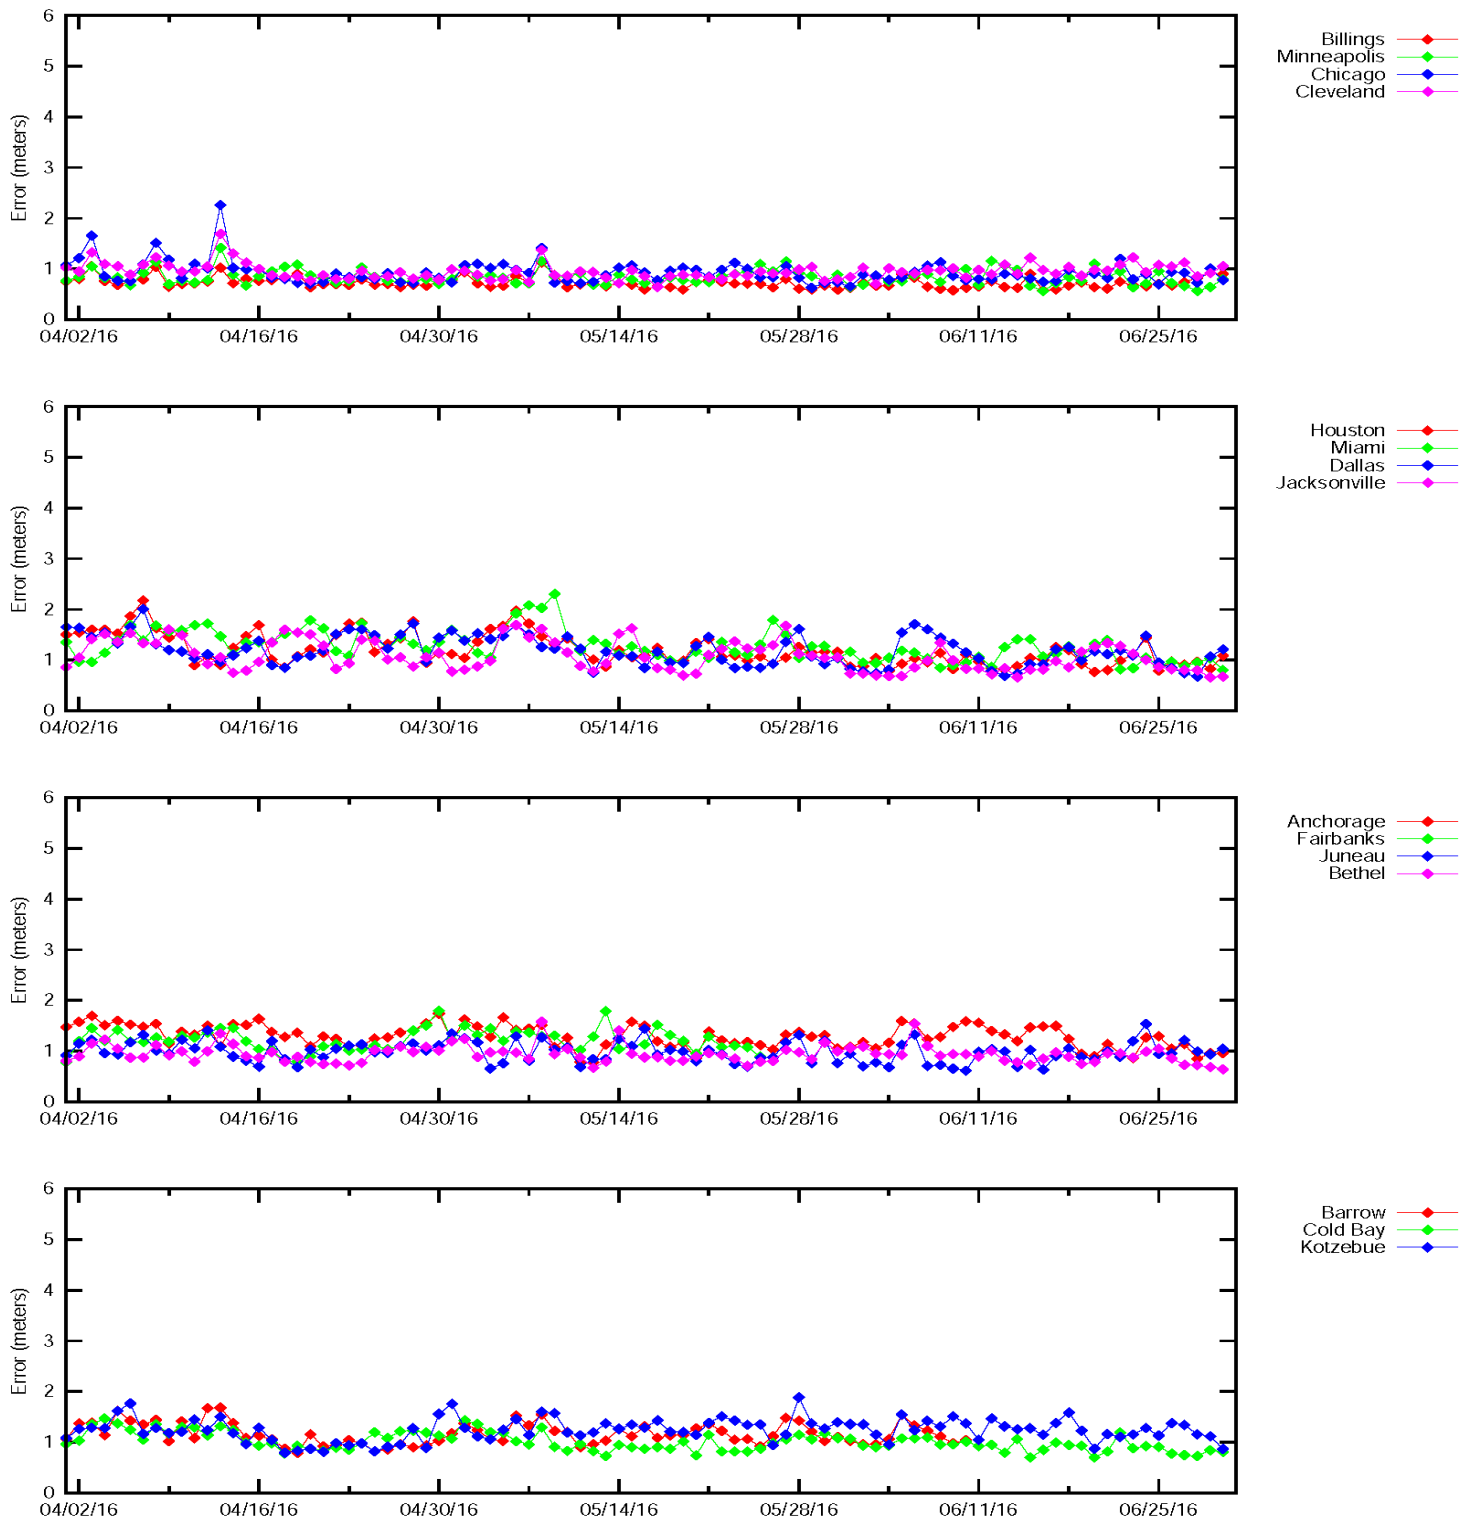 6
5
4
3
2
1
0
Error (meters)
04/02/16 04/16/16 04/30/16 05/14/16 05/28/16 06/11/16 06/25/16
Billings
Minneapolis
Chicago
Cleveland
6
5
4
3
2
1
0
Error (meters)
04/02/16 04/16/16 04/30/16 05/14/16 05/28/16 06/11/16 06/25/16
Houston
Miami
Dallas
Jacksonville
6
5
4
3
2
1
0
Error (meters)
04/02/16 04/16/16 04/30/16 05/14/16 05/28/16 06/11/16 06/25/16
Anchorage
Fairbanks
Juneau
Bethel
6
5
4
3
2
1
0
Error (meters)
04/02/16 04/16/16 04/30/16 05/14/16 05/28/16 06/11/16 06/25/16
Barrow
Cold Bay
Kotzebue